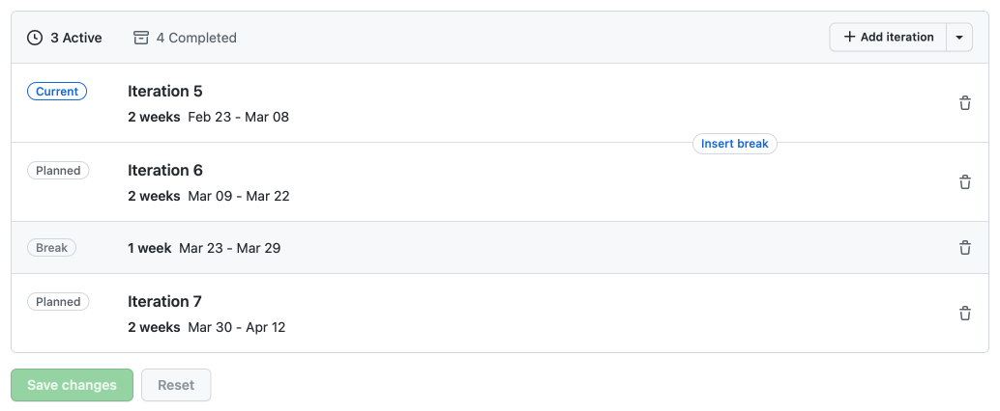 3 Active 4 Completed Add iteration
Current Iteration 5
2 weeks Feb 23 - Mar 08
Insert break
Planned Iteration 6
2 weeks Mar 09 - Mar 22
Break 1 week Mar 23 - Mar 29
Planned Iteration 7
2 weeks Mar 30 - Apr 12
Save changes Reset